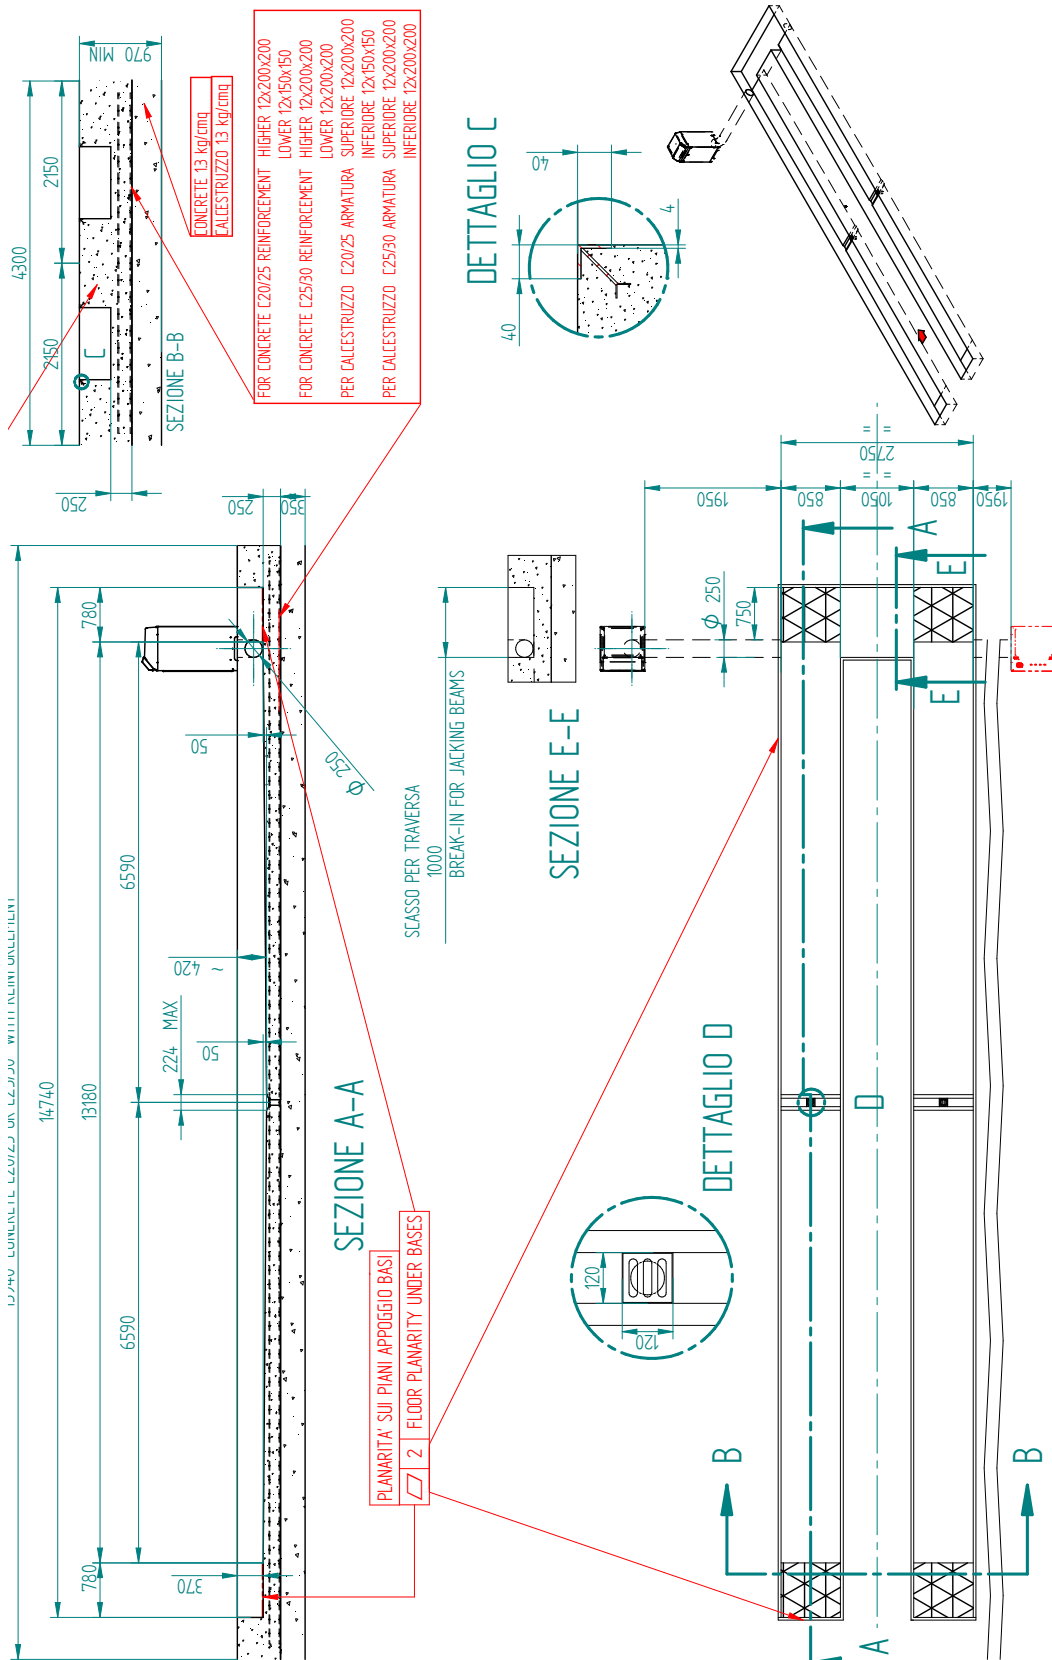 4300
2150
2150
970 MIN
250
C
SEZIONE B-B
CONCRETE 13 kg/cmq
CALCESTRUZZO 13 kg/cmq
FOR CONCRETE C20/25 REINFORCEMENT HIGHER 12x200x200
LOWER 12x150x150
FOR CONCRETE C25/30 REINFORCEMENT HIGHER 12x200x200
LOWER 12x200x200
PER CALCESTRUZZO C20/25 ARMATURA SUPERIORE 12x200x200
INFERIORE 12x150x150
PER CALCESTRUZZO C25/30 ARMATURA SUPERIORE 12x200x200
INFERIORE 12x200x200
DETTAGLIO C
40
40
4
14740
780
13180
780
6590
6590
250
350
50
50
ϕ 250
~ 420
224 MAX
370
SEZIONE A-A
SCASSO PER TRAVERSA
1000
BREAK-IN FOR JACKING BEAMS
SEZIONE E-E
PLANARITA' SUI PIANI APPOGGIO BASI
2 FLOOR PLANARITY UNDER BASES
DETTAGLIO D
120
120
1950
850
1050
850
1950
2750
= =
= =
ϕ 250
750
A
E
E
D
B
B
A